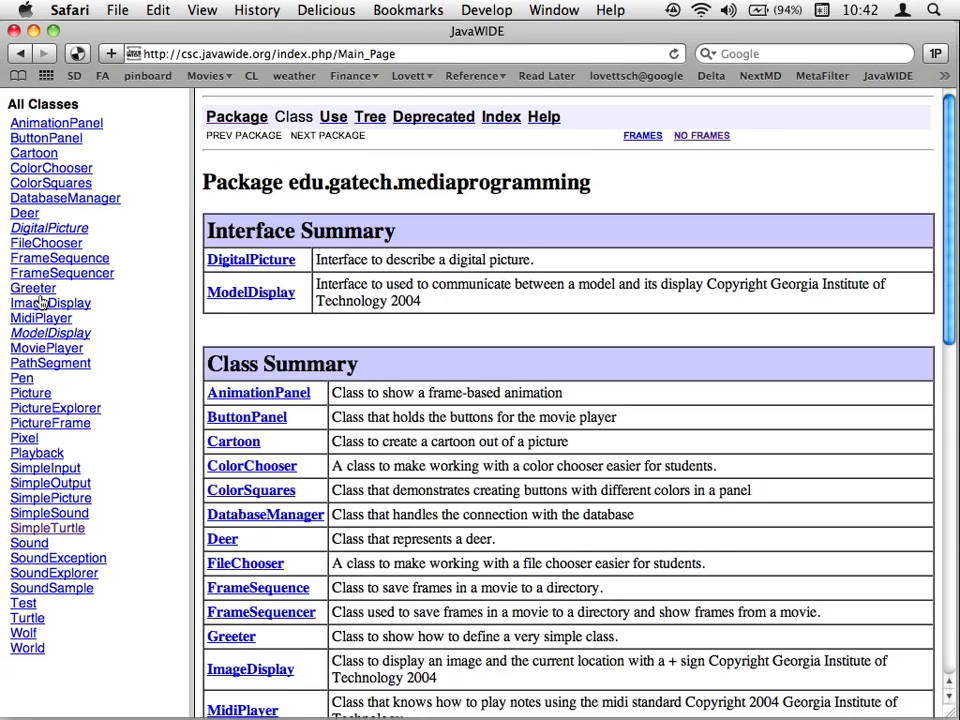 Safari File Edit View History Delicious Bookmarks Develop Window Help (94%) 10:42
JavaWIDE
http://csc.javawide.org/index.php/Main_Page Google 1P
SD FA pinboard Movies▾ CL weather Finance▾ Lovett▾ Reference▾ Read Later lovettsch@google Delta NextMD MetaFilter JavaWIDE »
All Classes
AnimationPanel
ButtonPanel
Cartoon
ColorChooser
ColorSquares
DatabaseManager
Deer
DigitalPicture
FileChooser
FrameSequence
FrameSequencer
Greeter
ImageDisplay
MidiPlayer
ModelDisplay
MoviePlayer
PathSegment
Pen
Picture
PictureExplorer
PictureFrame
Pixel
Playback
SimpleInput
SimpleOutput
SimplePicture
SimpleSound
SimpleTurtle
Sound
SoundException
SoundExplorer
SoundSample
Test
Turtle
Wolf
World
Package Class Use Tree Deprecated Index Help
PREV PACKAGE NEXT PACKAGE FRAMES NO FRAMES
Package edu.gatech.mediaprogramming
Interface Summary
DigitalPicture Interface to describe a digital picture.
ModelDisplay Interface to used to communicate between a model and its display Copyright Georgia Institute of
Technology 2004
Class Summary
AnimationPanel Class to show a frame-based animation
ButtonPanel Class that holds the buttons for the movie player
Cartoon Class to create a cartoon out of a picture
ColorChooser A class to make working with a color chooser easier for students.
ColorSquares Class that demonstrates creating buttons with different colors in a panel
DatabaseManager Class that handles the connection with the database
Deer Class that represents a deer.
FileChooser A class to make working with a file chooser easier for students.
FrameSequence Class to save frames in a movie to a directory.
FrameSequencer Class used to save frames in a movie to a directory and show frames from a movie.
Greeter Class to show how to define a very simple class.
ImageDisplay Class to display an image and the current location with a + sign Copyright Georgia Institute of
Technology 2004
MidiPlayer Class that knows how to play notes using the midi standard Copyright 2004 Georgia Institute of